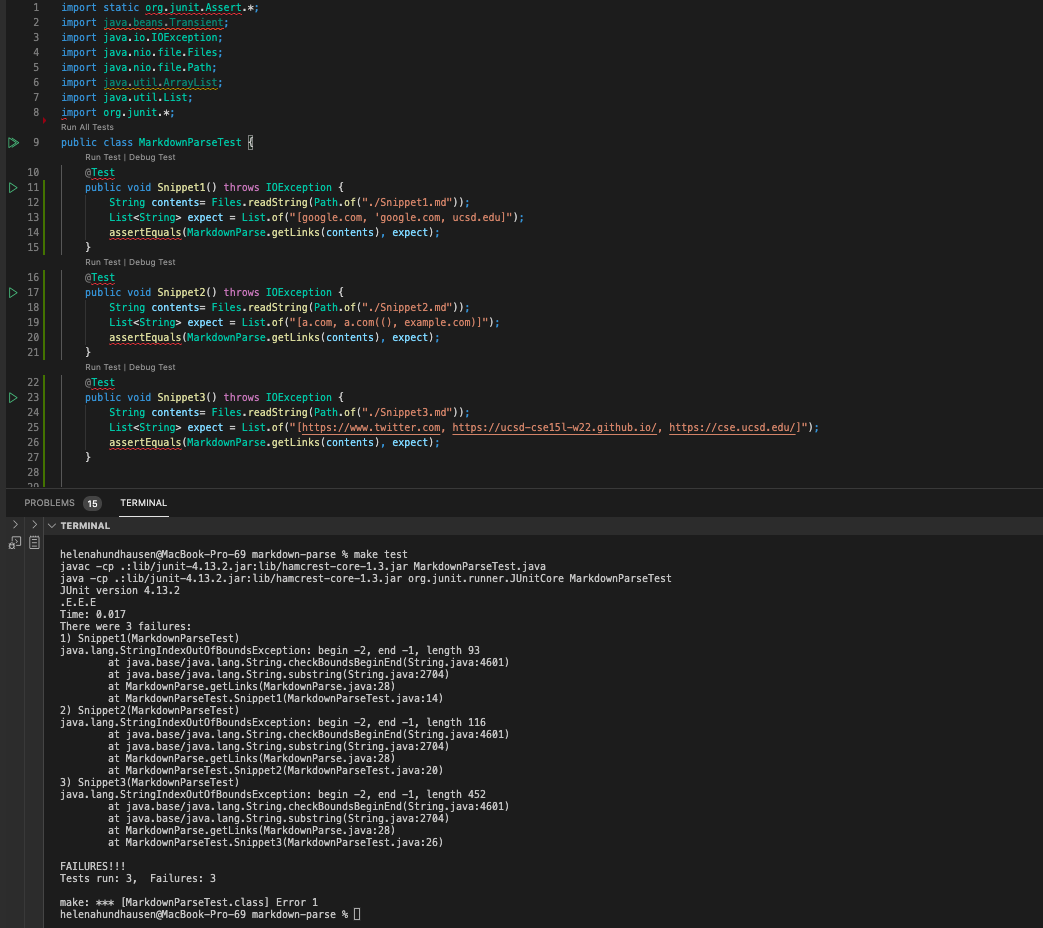 1 import static org.junit.Assert.*;
2 import java.beans.Transient;
3 import java.io.IOException;
4 import java.nio.file.Files;
5 import java.nio.file.Path;
6 import java.util.ArrayList;
7 import java.util.List;
8 import org.junit.*;
Run All Tests
9 public class MarkdownParseTest {
Run Test | Debug Test
10 @Test
11 public void Snippet1() throws IOException {
12 String contents= Files.readString(Path.of("./Snippet1.md"));
13 List<String> expect = List.of("[google.com, 'google.com, ucsd.edu]");
14 assertEquals(MarkdownParse.getLinks(contents), expect);
15 }
Run Test | Debug Test
16 @Test
17 public void Snippet2() throws IOException {
18 String contents= Files.readString(Path.of("./Snippet2.md"));
19 List<String> expect = List.of("[a.com, a.com((), example.com)]");
20 assertEquals(MarkdownParse.getLinks(contents), expect);
21 }
Run Test | Debug Test
22 @Test
23 public void Snippet3() throws IOException {
24 String contents= Files.readString(Path.of("./Snippet3.md"));
25 List<String> expect = List.of("[https://www.twitter.com, https://ucsd-cse15l-w22.github.io/, https://cse.ucsd.edu/]");
26 assertEquals(MarkdownParse.getLinks(contents), expect);
27 }
28
29
PROBLEMS 15 TERMINAL
TERMINAL
helenahundhausen@MacBook-Pro-69 markdown-parse % make test
javac -cp .:lib/junit-4.13.2.jar:lib/hamcrest-core-1.3.jar MarkdownParseTest.java
java -cp .:lib/junit-4.13.2.jar:lib/hamcrest-core-1.3.jar org.junit.runner.JUnitCore MarkdownParseTest
JUnit version 4.13.2
.E.E.E
Time: 0.017
There were 3 failures:
1) Snippet1(MarkdownParseTest)
java.lang.StringIndexOutOfBoundsException: begin -2, end -1, length 93
at java.base/java.lang.String.checkBoundsBeginEnd(String.java:4601)
at java.base/java.lang.String.substring(String.java:2704)
at MarkdownParse.getLinks(MarkdownParse.java:28)
at MarkdownParseTest.Snippet1(MarkdownParseTest.java:14)
2) Snippet2(MarkdownParseTest)
java.lang.StringIndexOutOfBoundsException: begin -2, end -1, length 116
at java.base/java.lang.String.checkBoundsBeginEnd(String.java:4601)
at java.base/java.lang.String.substring(String.java:2704)
at MarkdownParse.getLinks(MarkdownParse.java:28)
at MarkdownParseTest.Snippet2(MarkdownParseTest.java:20)
3) Snippet3(MarkdownParseTest)
java.lang.StringIndexOutOfBoundsException: begin -2, end -1, length 452
at java.base/java.lang.String.checkBoundsBeginEnd(String.java:4601)
at java.base/java.lang.String.substring(String.java:2704)
at MarkdownParse.getLinks(MarkdownParse.java:28)
at MarkdownParseTest.Snippet3(MarkdownParseTest.java:26)
FAILURES!!!
Tests run: 3,  Failures: 3
make: *** [MarkdownParseTest.class] Error 1
helenahundhausen@MacBook-Pro-69 markdown-parse %